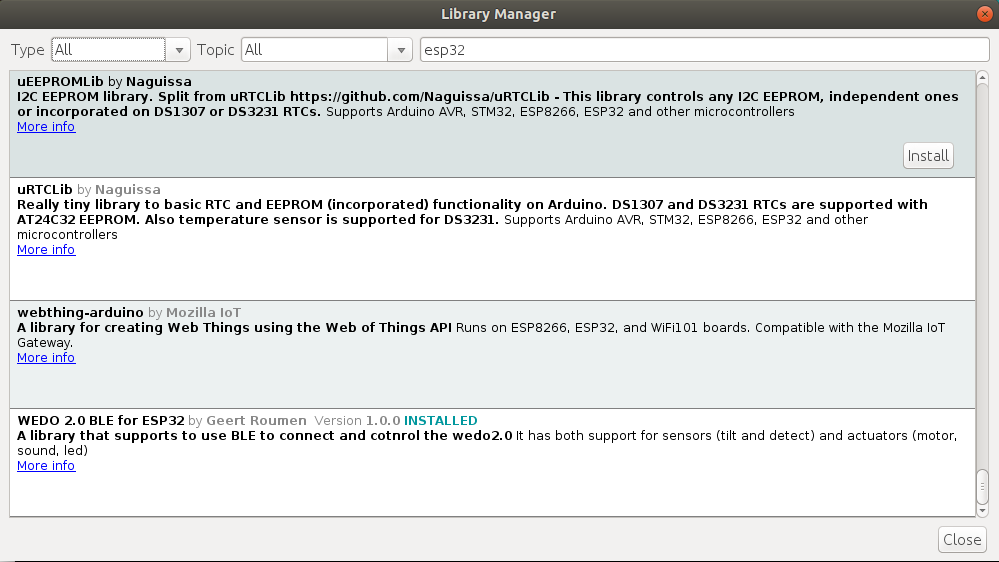 Library Manager
Type All Topic All esp32
uEEPROMLib by Naguissa
I2C EEPROM library. Split from uRTCLib https://github.com/Naguissa/uRTCLib - This library controls any I2C EEPROM, independent ones
or incorporated on DS1307 or DS3231 RTCs. Supports Arduino AVR, STM32, ESP8266, ESP32 and other microcontrollers
More info
Install
uRTCLib by Naguissa
Really tiny library to basic RTC and EEPROM (incorporated) functionality on Arduino. DS1307 and DS3231 RTCs are supported with
AT24C32 EEPROM. Also temperature sensor is supported for DS3231. Supports Arduino AVR, STM32, ESP8266, ESP32 and other
microcontrollers
More info
webthing-arduino by Mozilla IoT
A library for creating Web Things using the Web of Things API Runs on ESP8266, ESP32, and WiFi101 boards. Compatible with the Mozilla IoT
Gateway.
More info
WEDO 2.0 BLE for ESP32 by Geert Roumen Version 1.0.0 INSTALLED
A library that supports to use BLE to connect and cotnrol the wedo2.0 It has both support for sensors (tilt and detect) and actuators (motor,
sound, led)
More info
Close